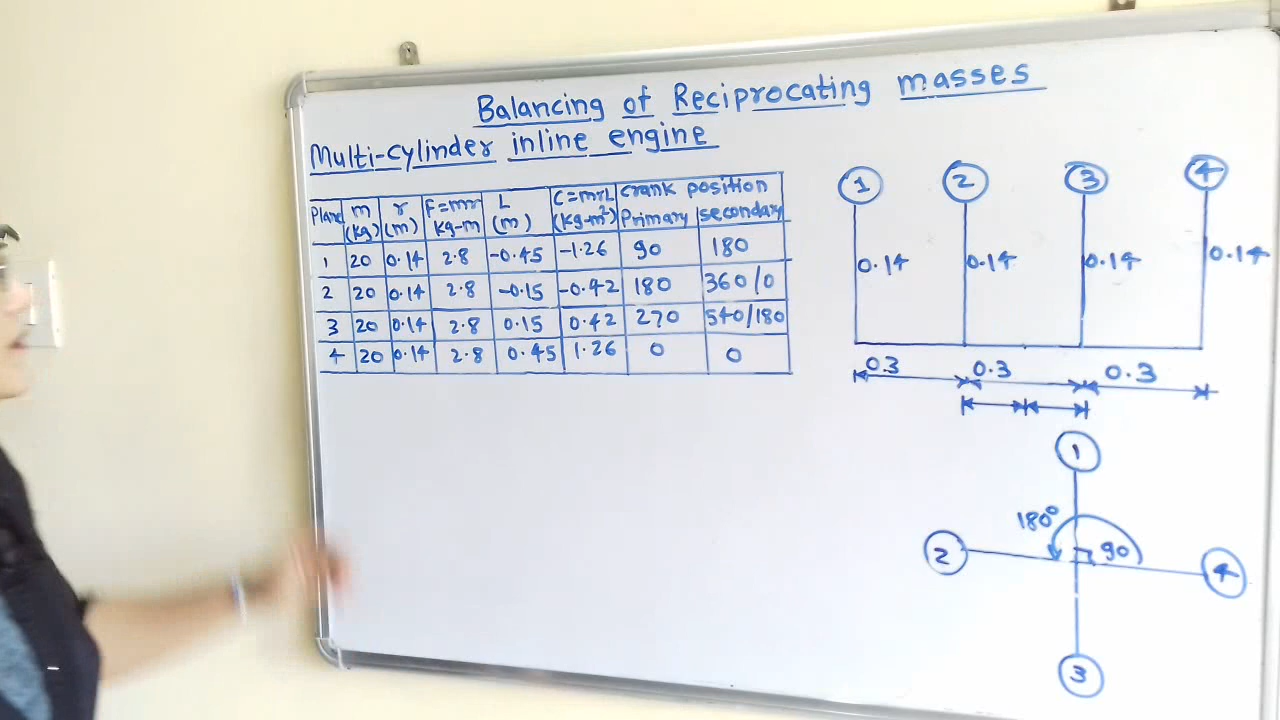 Balancing of Reciprocating masses
Multi-cylinder inline engine
Plane m (kg) r (m) F=mr kg-m L (m) C=mrL (kg-m²) crank position Primary secondary
1 20 0.14 2.8 -0.45 -1.26 90 180
2 20 0.14 2.8 -0.15 -0.42 180 360/0
3 20 0.14 2.8 0.15 0.42 270 540/180
4 20 0.14 2.8 0.45 1.26 0 0
1 2 3 4
0.14 0.14 0.14 0.14
0.3 0.3 0.3
1
180°
2 90 4
3